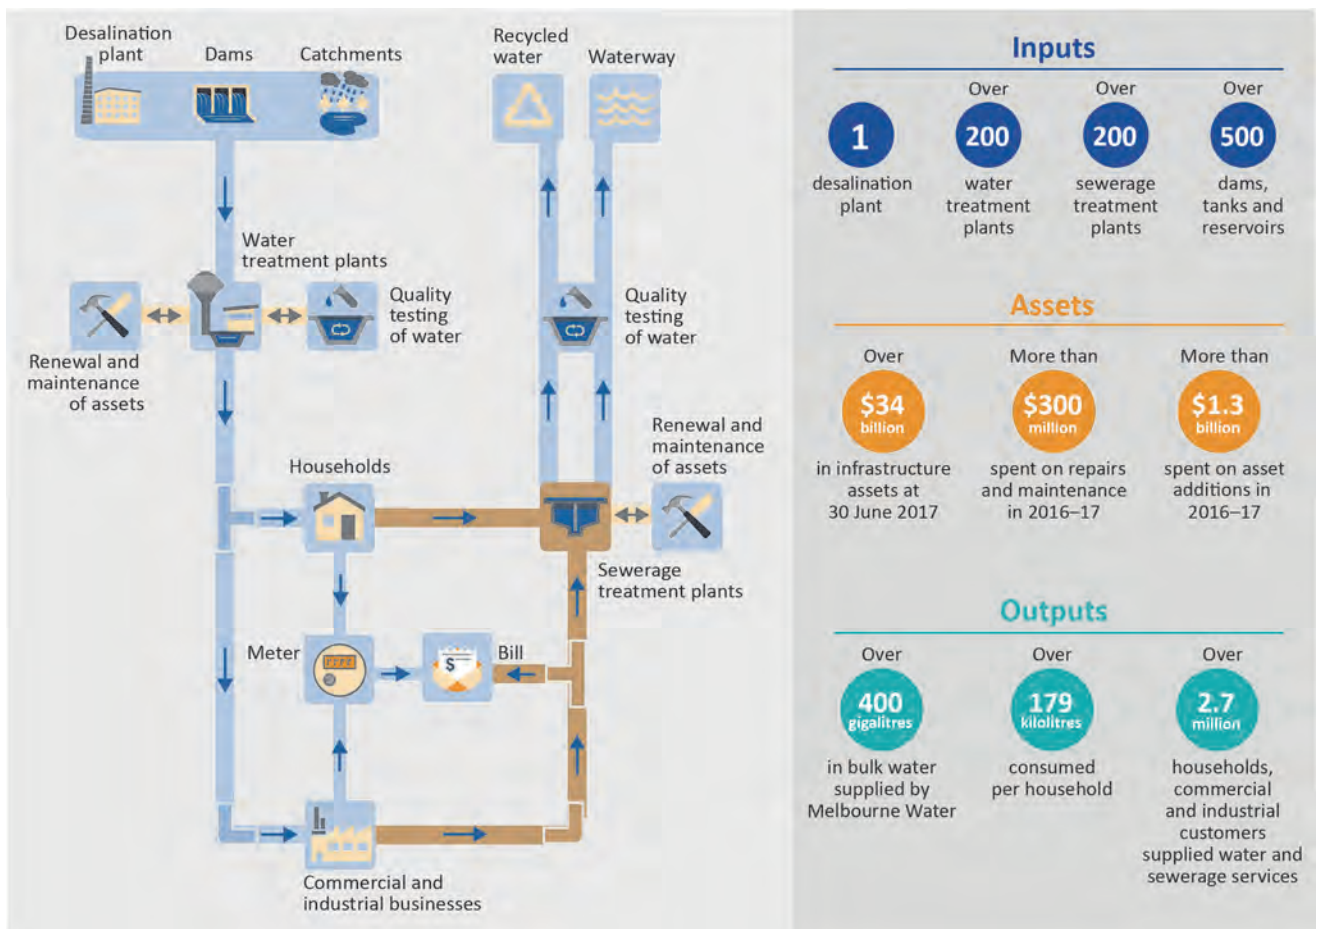 Desalination
plant
Dams
Catchments
Recycled
water
Waterway
Water
treatment plants
Quality
testing
of water
Renewal and
maintenance
of assets
Quality
testing
of water
Renewal and
maintenance
of assets
Households
Sewerage
treatment plants
Meter
$
Bill
Commercial and
industrial businesses
Inputs
1
desalination
plant
Over
200
water
treatment
plants
Over
200
sewerage
treatment
plants
Over
500
dams,
tanks and
reservoirs
Assets
Over
$34
billion
in infrastructure
assets at
30 June 2017
More than
$300
million
spent on repairs
and maintenance
in 2016–17
More than
$1.3
billion
spent on asset
additions in
2016–17
Outputs
Over
400
gigalitres
in bulk water
supplied by
Melbourne Water
Over
179
kilolitres
consumed
per household
Over
2.7
million
households,
commercial
and industrial
customers
supplied water and
sewerage services